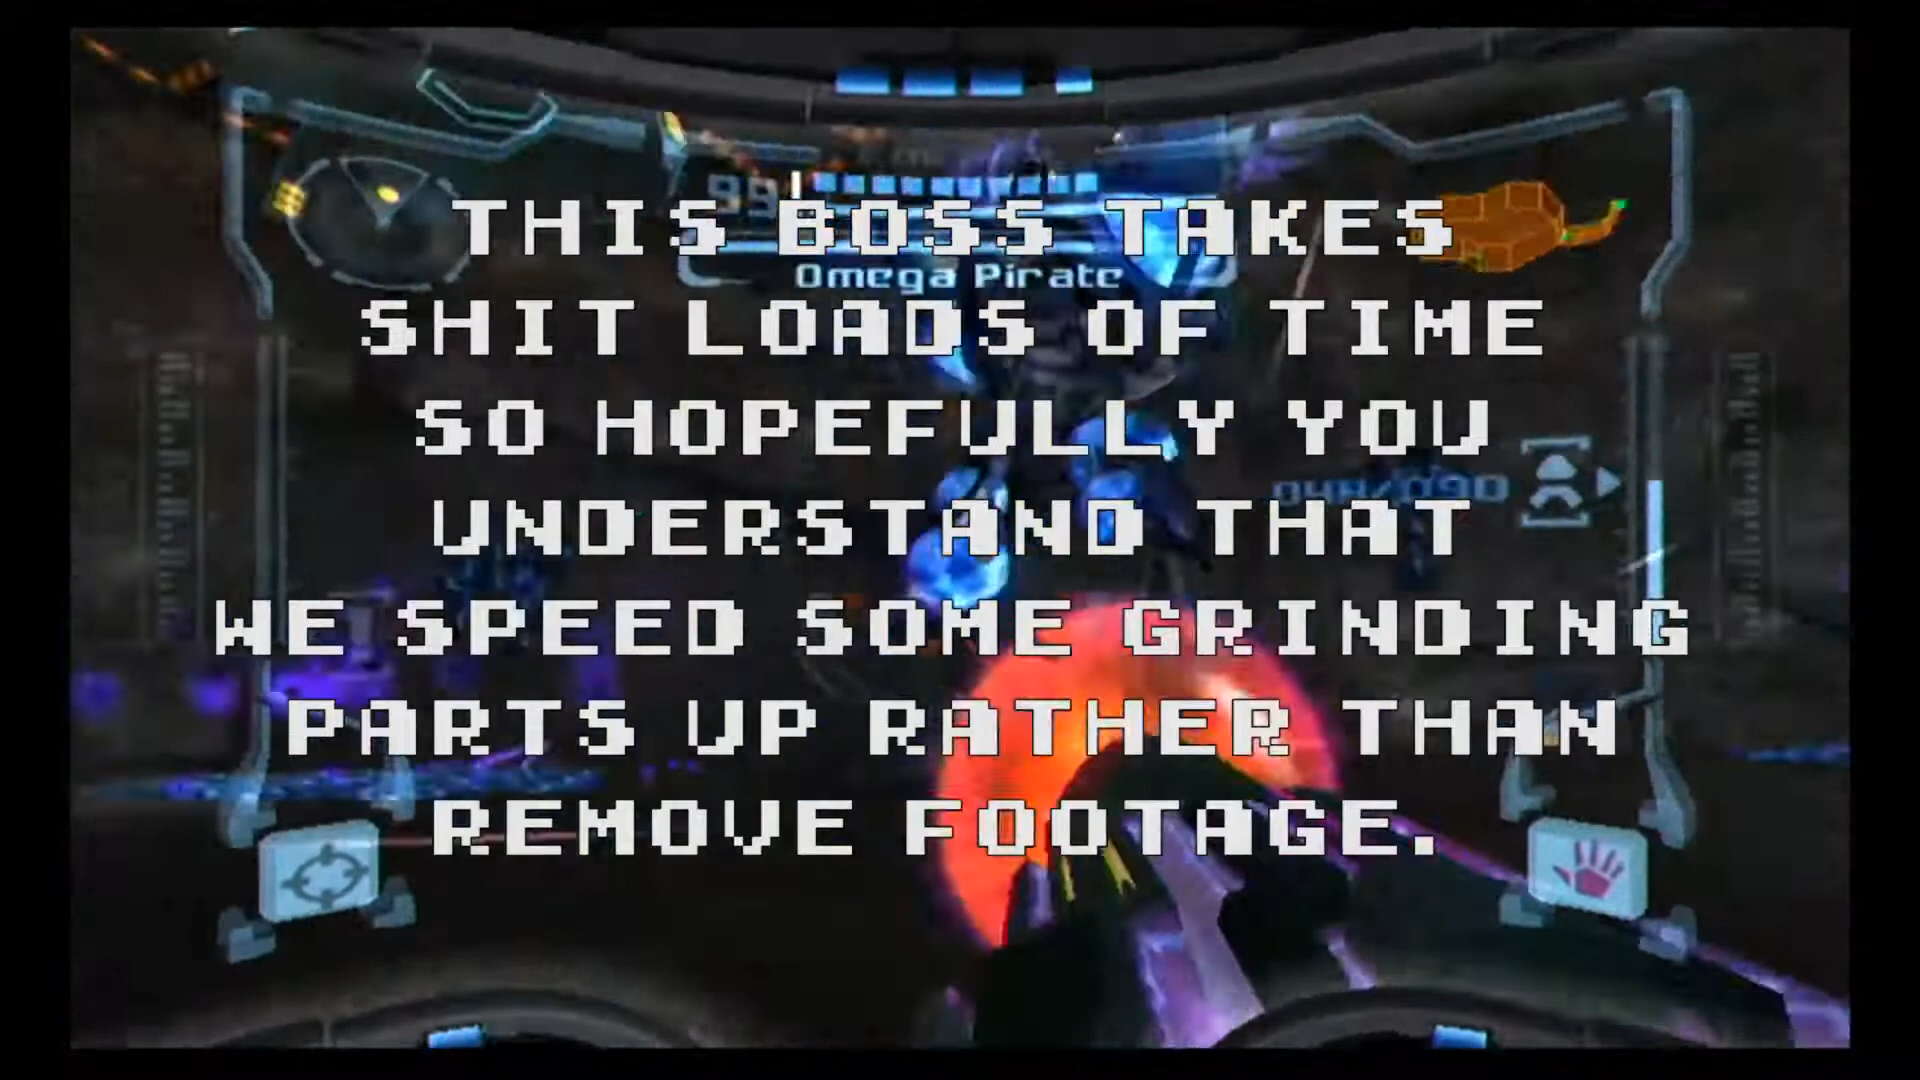 99
THIS BOSS TAKES
Omega Pirate
SHIT LOADS OF TIME
SO HOPEFULLY YOU
UNDERSTAND THAT
WE SPEED SOME GRINDING
PARTS UP RATHER THAN
REMOVE FOOTAGE.